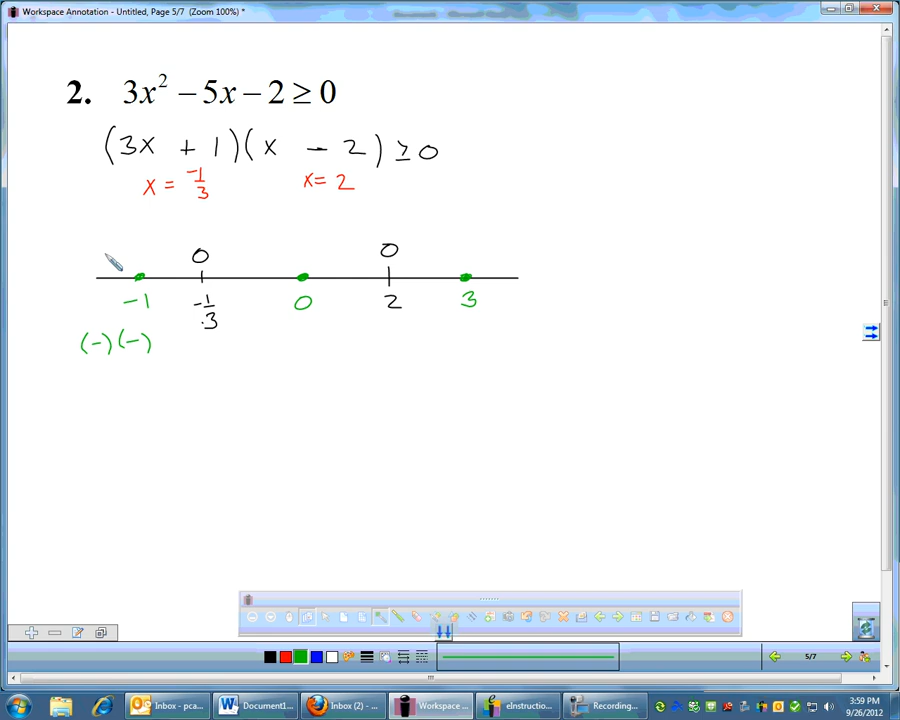 Workspace Annotation - Untitled, Page 5/7 (Zoom 100%) *
2. 3x² − 5x − 2 ≥ 0
(3x + 1)(x − 2) ≥ 0
x = -1/3 x = 2
0 0
-1 -1/3 0 2 3
(-)(-)
5/7
Inbox - pca... Document1... Inbox (2) - ... Workspace ... eInstructio... Recording...
3:59 PM
9/26/2012